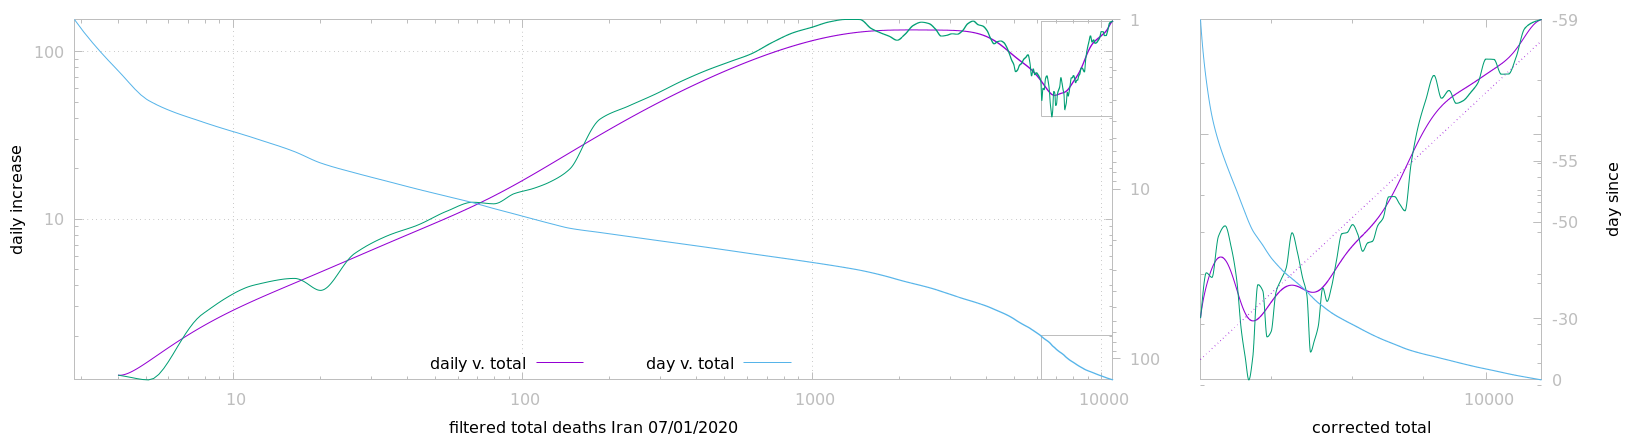 daily increase
100
10
1
10
100
daily v. total
day v. total
10
100
1000
10000
filtered total deaths Iran 07/01/2020
-59
-55
-50
-30
0
day since
10000
corrected total